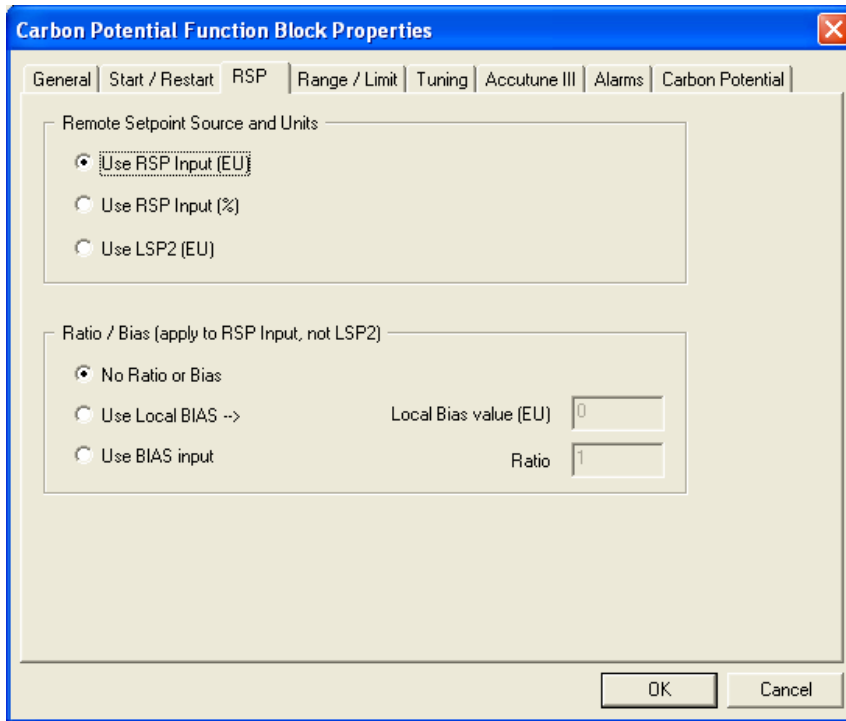 Carbon Potential Function Block Properties
General Start / Restart RSP Range / Limit Tuning Accutune III Alarms Carbon Potential
Remote Setpoint Source and Units
Use RSP Input (EU)
Use RSP Input (%)
Use LSP2 (EU)
Ratio / Bias (apply to RSP Input, not LSP2)
No Ratio or Bias
Use Local BIAS --> Local Bias value (EU) 0
Use BIAS input Ratio 1
OK Cancel